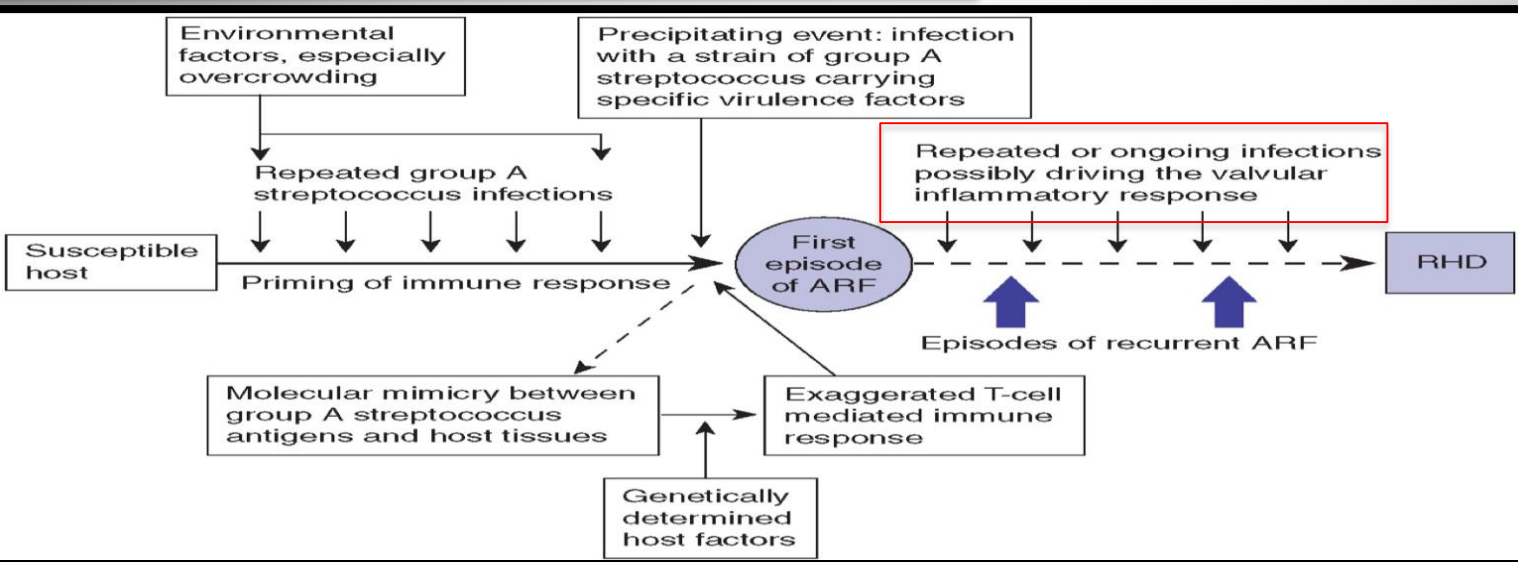 Environmental
factors, especially
overcrowding
Precipitating event: infection
with a strain of group A
streptococcus carrying
specific virulence factors
Repeated group A
streptococcus infections
Repeated or ongoing infections
possibly driving the valvular
inflammatory response
Susceptible
host
Priming of immune response
First
episode
of ARF
RHD
Episodes of recurrent ARF
Molecular mimicry between
group A streptococcus
antigens and host tissues
Exaggerated T-cell
mediated immune
response
Genetically
determined
host factors